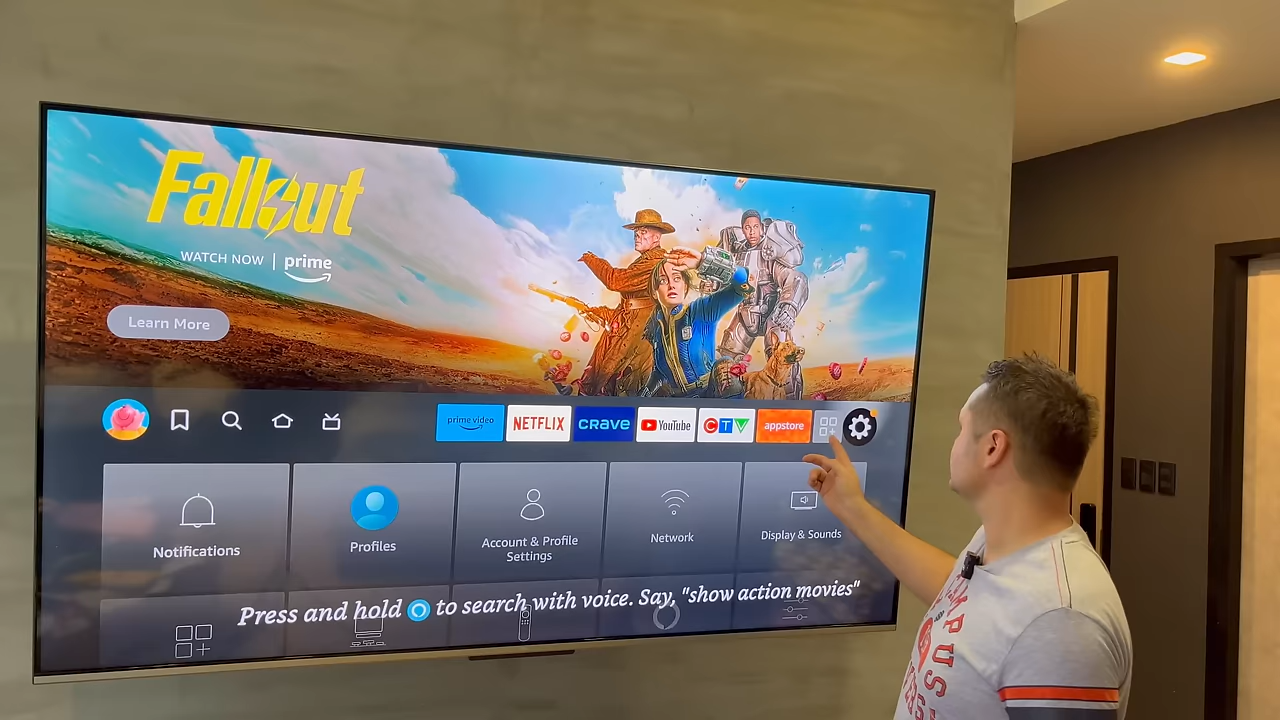 Fallout
WATCH NOW | prime
Learn More
prime video
NETFLIX
CRAVE
YouTube
CTV
appstore
Notifications
Profiles
Account & Profile
Settings
Network
Display & Sounds
Press and hold to search with voice. Say, "show action movies"